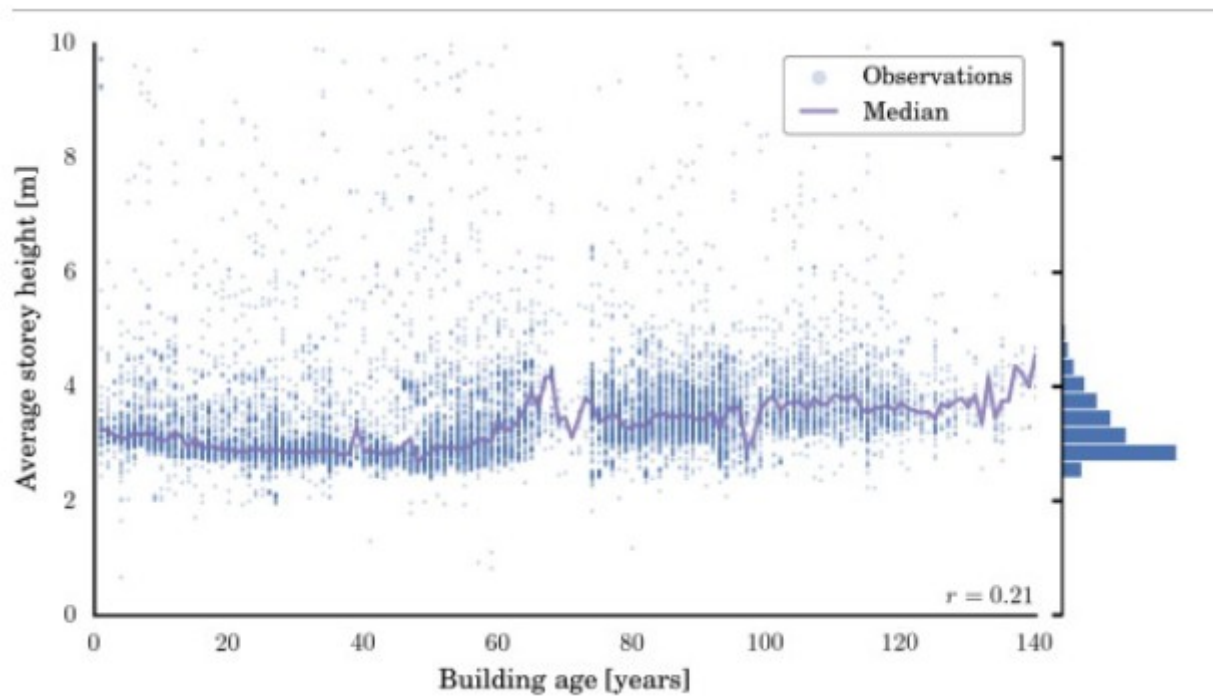 10
8
6
4
2
0
Average storey height [m]
Observations
Median
r = 0.21
0 20 40 60 80 100 120 140
Building age [years]